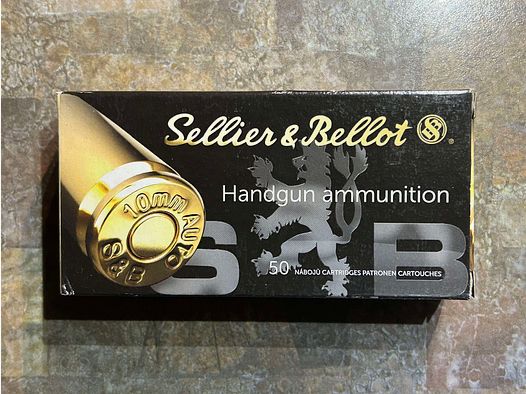 Sellier & Bellot S&B ®
Handgun ammunition
10mm AUTO
S&B
S B
50 NÁBOJŮ CARTRIDGES PATRONEN CARTOUCHES